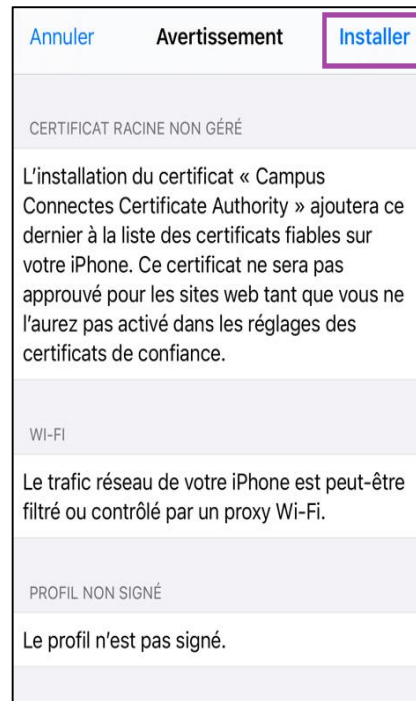 Annuler Avertissement Installer
CERTIFICAT RACINE NON GÉRÉ
L'installation du certificat « Campus
Connectes Certificate Authority » ajoutera ce
dernier à la liste des certificats fiables sur
votre iPhone. Ce certificat ne sera pas
approuvé pour les sites web tant que vous ne
l'aurez pas activé dans les réglages des
certificats de confiance.
WI-FI
Le trafic réseau de votre iPhone est peut-être
filtré ou contrôlé par un proxy Wi-Fi.
PROFIL NON SIGNÉ
Le profil n'est pas signé.